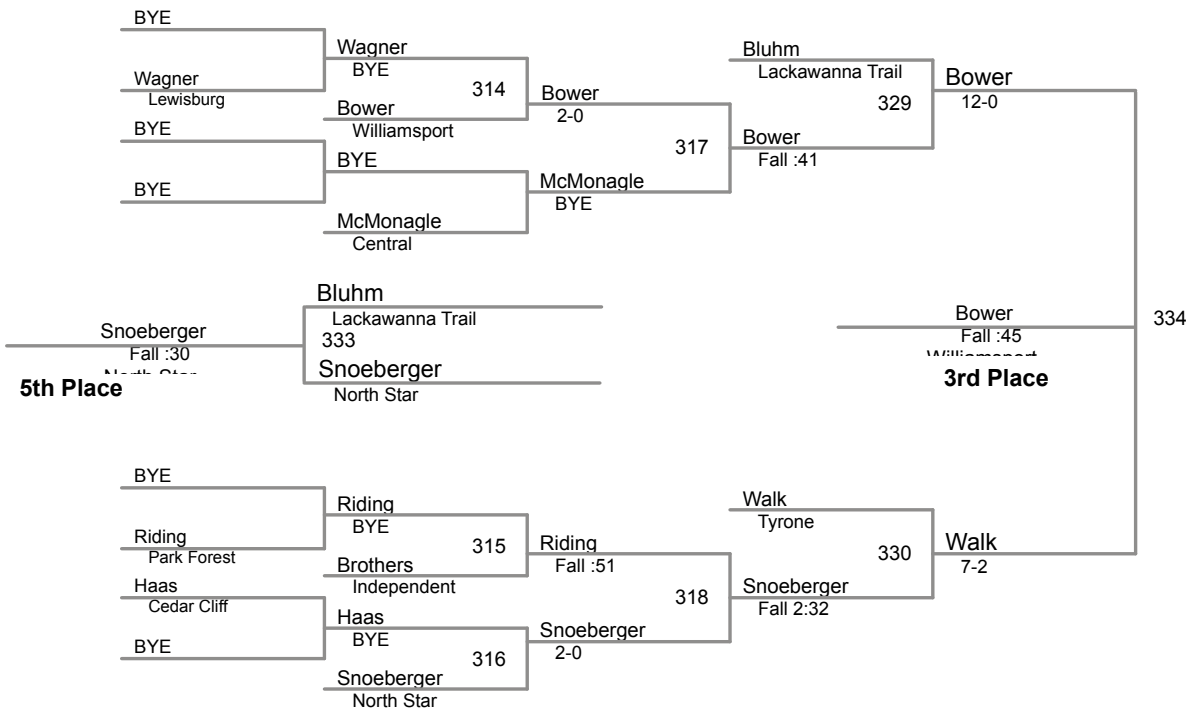 BYE
Wagner
BYE
Bluhm
Lackawanna Trail
Bower
12-0
329
Wagner
Lewisburg
314
Bower
2-0
Bower
Williamsport
BYE
317
Bower
Fall :41
BYE
BYE
McMonagle
BYE
McMonagle
Central
Bluhm
Lackawanna Trail
Snoeberger
Fall :30
North Star
5th Place
333
Snoeberger
North Star
Bower
Fall :45
Williamsport
3rd Place
334
BYE
Riding
BYE
Walk
Tyrone
Riding
Park Forest
315
Riding
Fall :51
330
Walk
7-2
Brothers
Independent
Haas
Cedar Cliff
318
Snoeberger
Fall 2:32
Haas
BYE
Snoeberger
2-0
BYE
316
Snoeberger
North Star